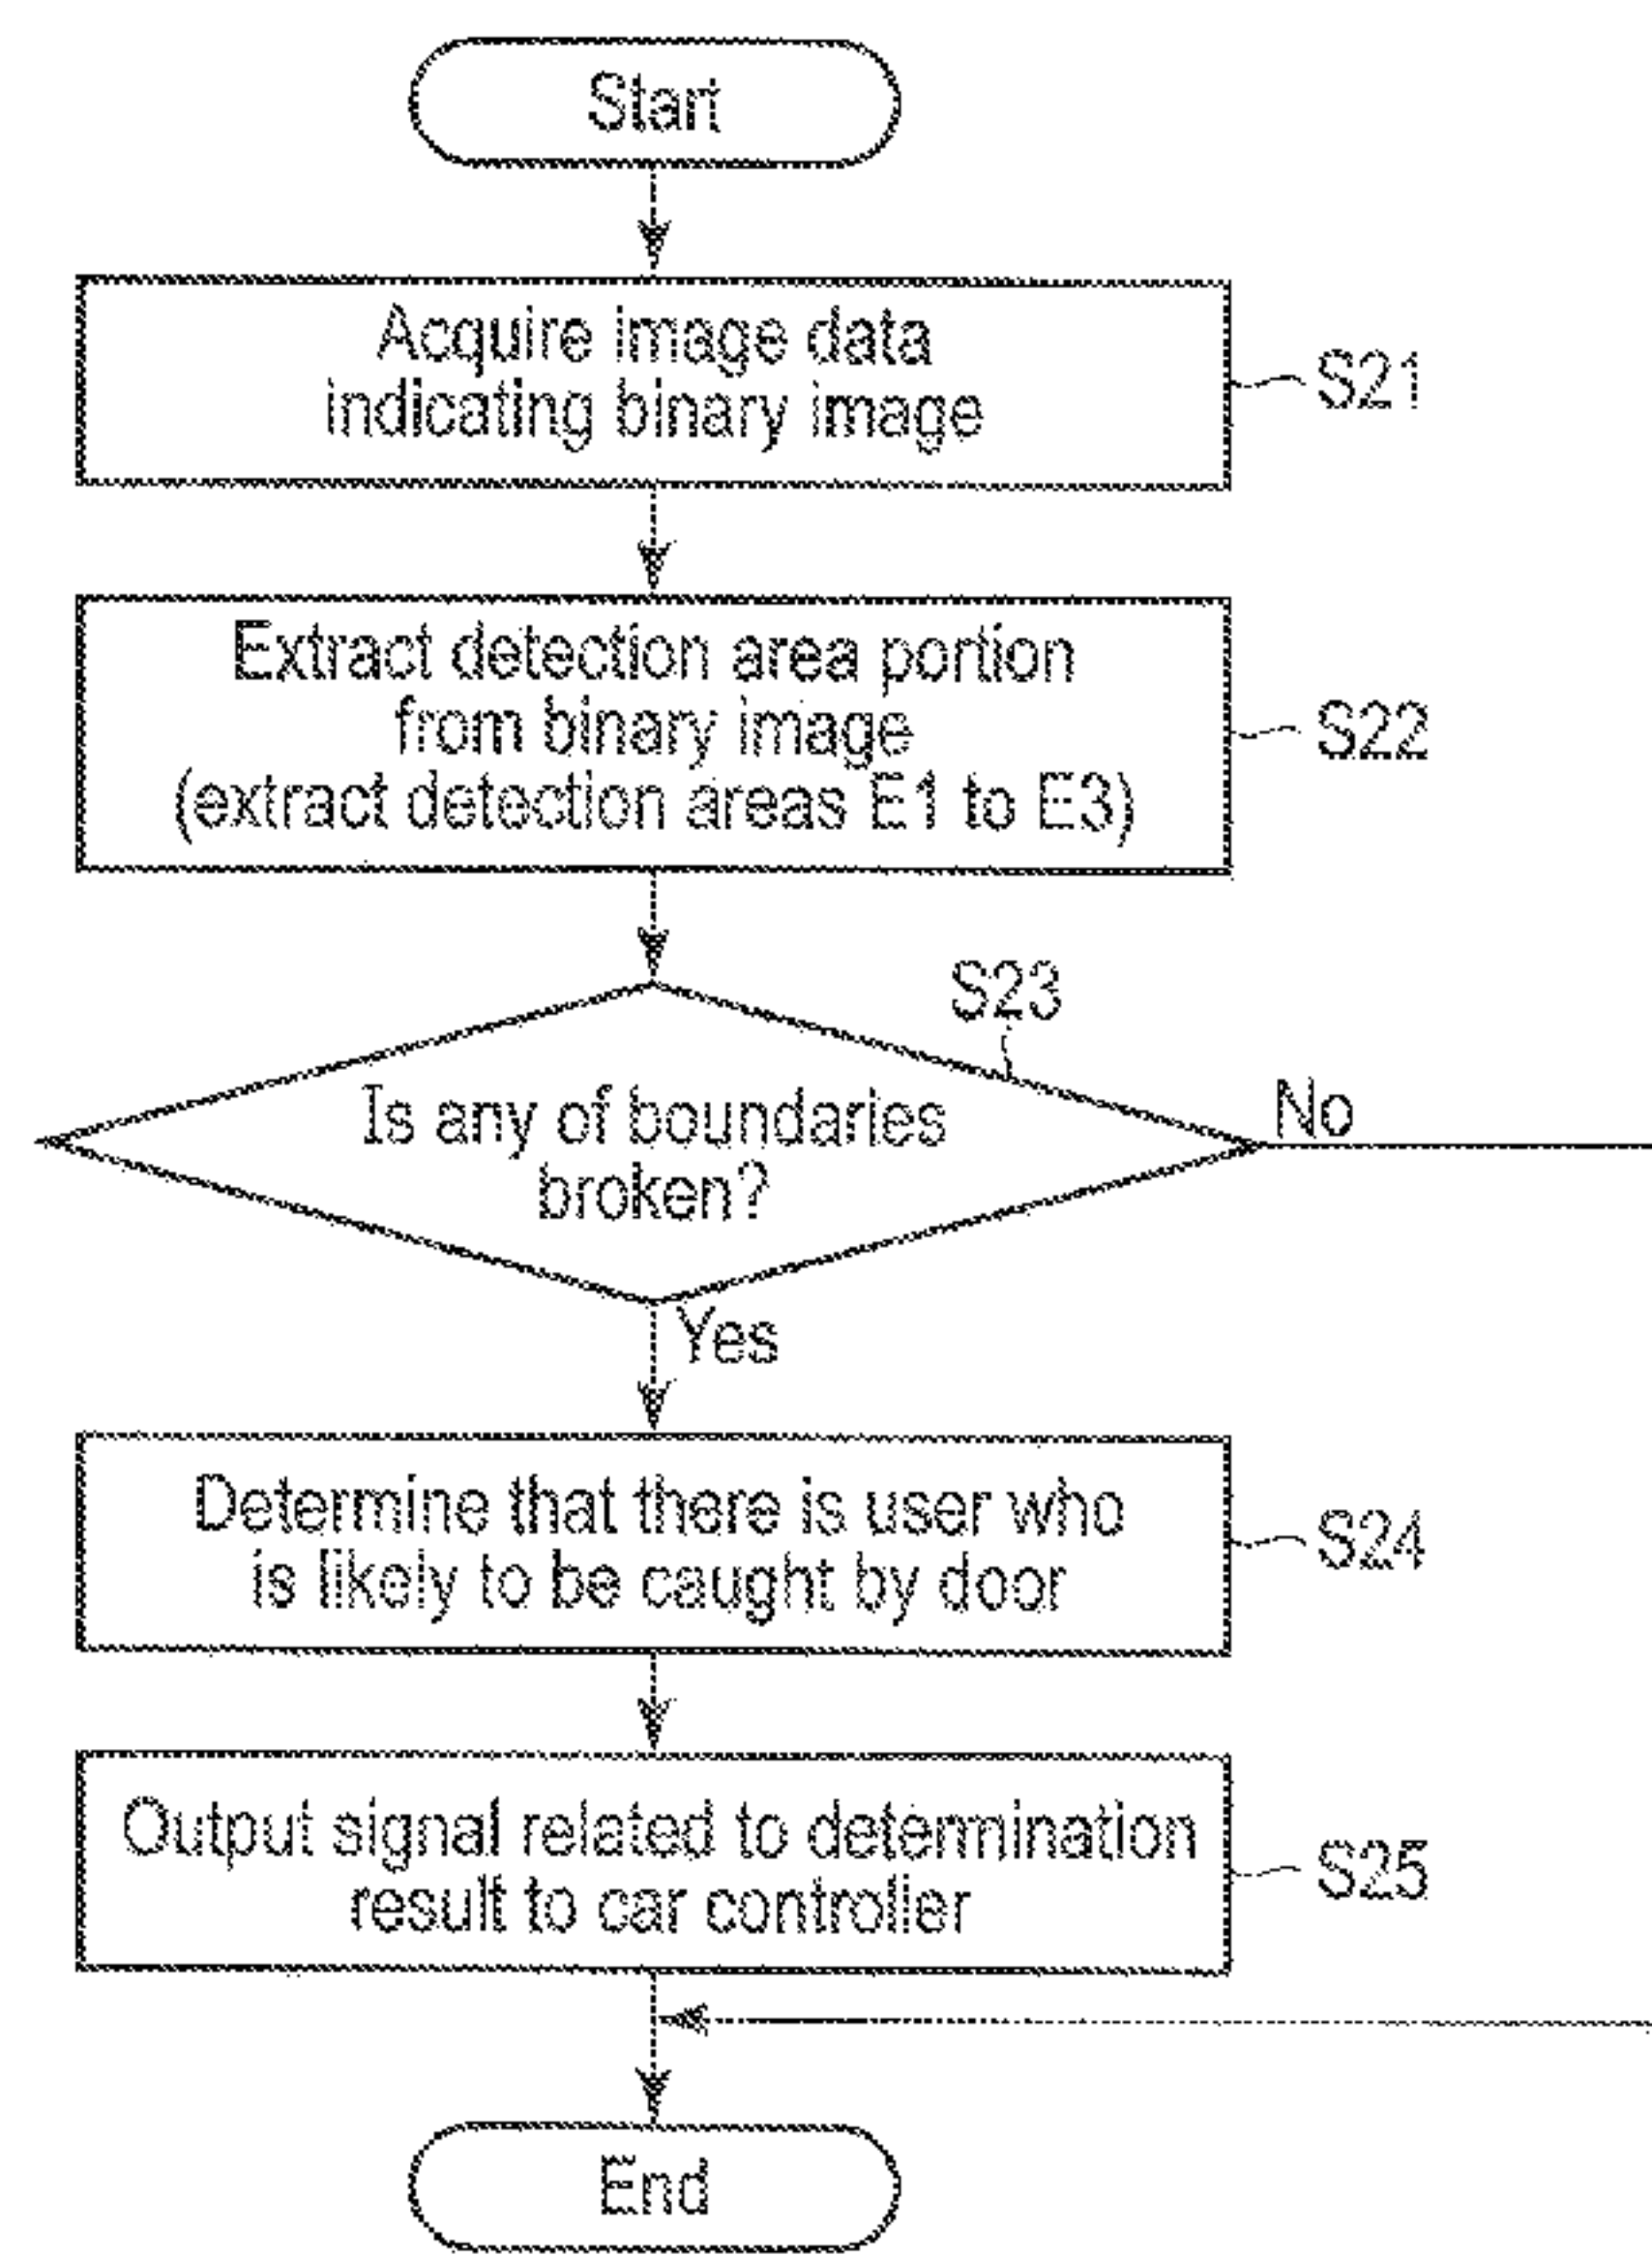 Start
Acquire image data
indicating binary image
S21
Extract detection area portion
from binary image
(extract detection areas E1 to E3)
S22
S23
Is any of boundaries
broken?
No
Yes
Determine that there is user who
is likely to be caught by door
S24
Output signal related to determination
result to car controller
S25
End